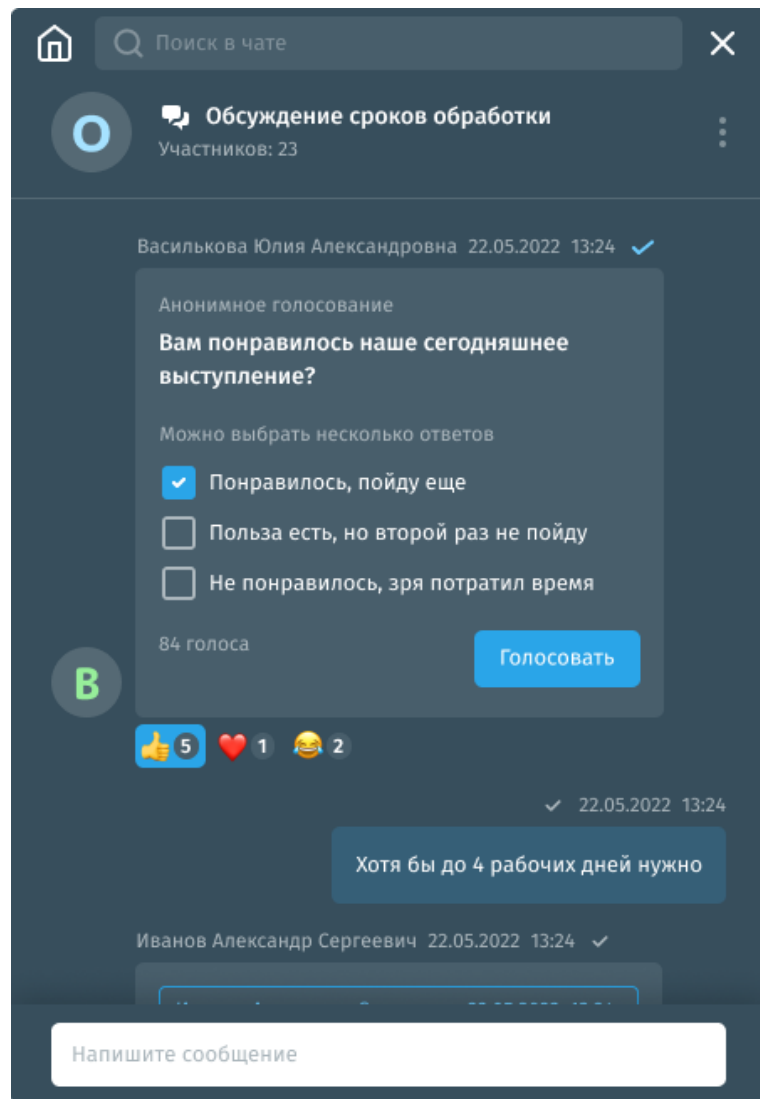 Поиск в чате
О
Обсуждение сроков обработки
Участников: 23
Василькова Юлия Александровна 22.05.2022 13:24
Анонимное голосование
Вам понравилось наше сегодняшнее
выступление?
Можно выбрать несколько ответов
Понравилось, пойду еще
Польза есть, но второй раз не пойду
Не понравилось, зря потратил время
84 голоса
Голосовать
В
5 1 2
22.05.2022 13:24
Хотя бы до 4 рабочих дней нужно
Иванов Александр Сергеевич 22.05.2022 13:24
Напишите сообщение